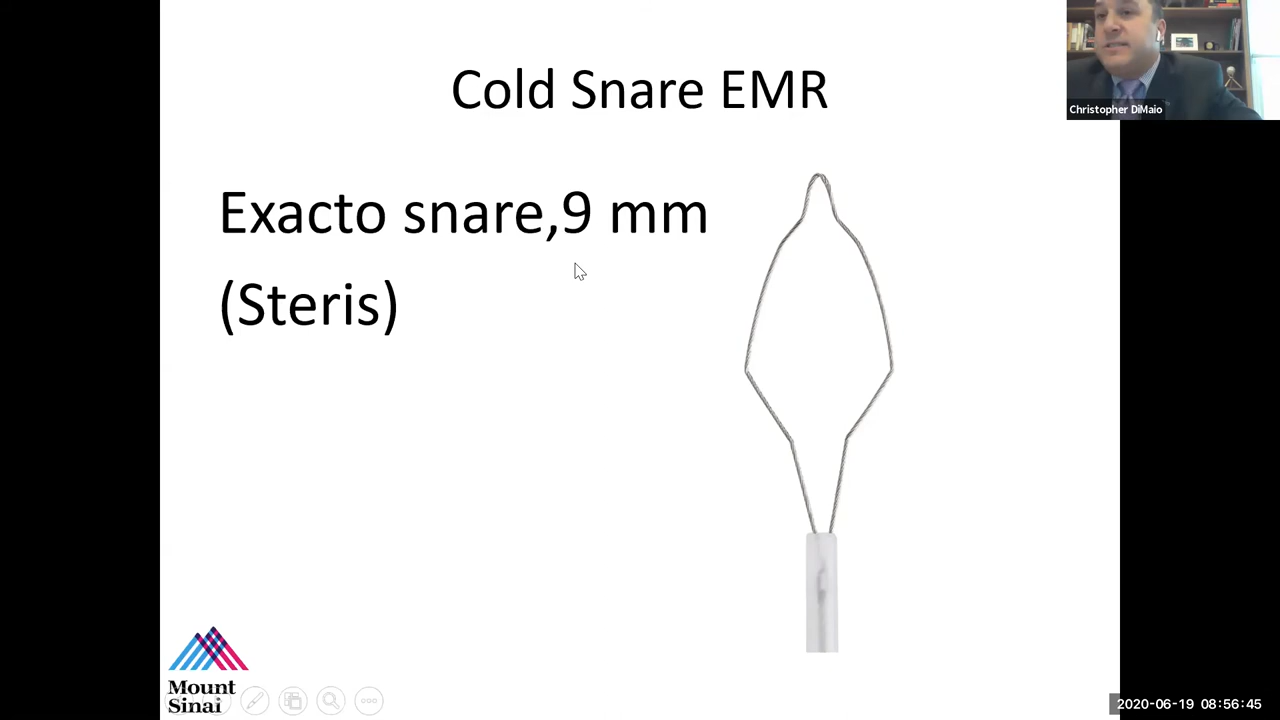 Cold Snare EMR
Christopher DiMaio
Exacto snare,9 mm
(Steris)
Mount
Sinai
2020-06-19 08:56:45